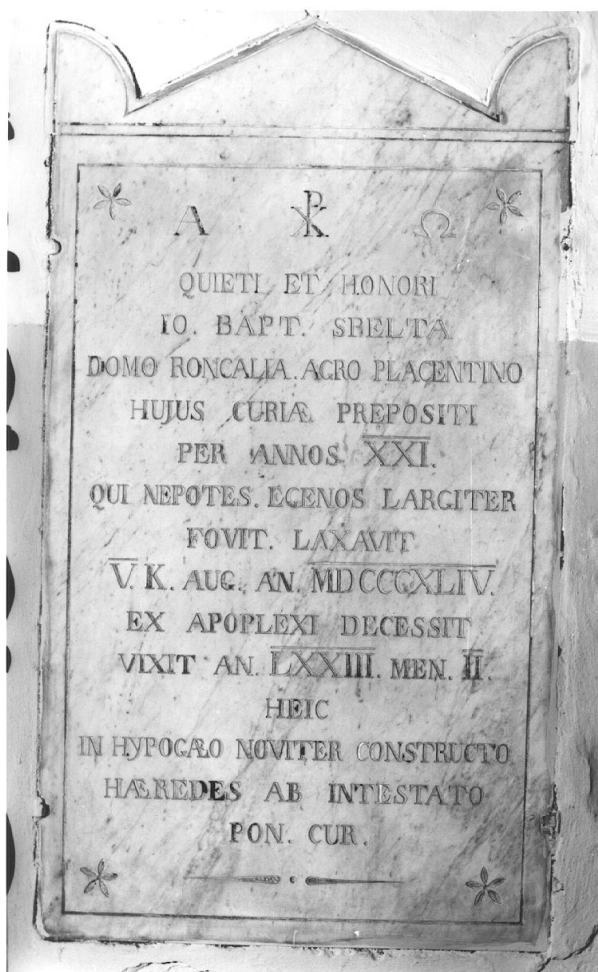 Α ☧ Ω
QUIETI ET HONORI
IO. BAPT. SBELTA
DOMO RONCALIA. AGRO PLACENTINO
HUJUS CURIÆ PREPOSITI
PER ANNOS XXI.
QUI NEPOTES. EGENOS LARGITER
FOVIT. LAXAVIT
V. K. AUG. AN. MDCCCXLIV.
EX APOPLEXI DECESSIT
VIXIT AN. LXXIII. MEN. II.
HEIC
IN HYPOGÆO NOVITER CONSTRUCTO
HÆREDES AB INTESTATO
PON. CUR.